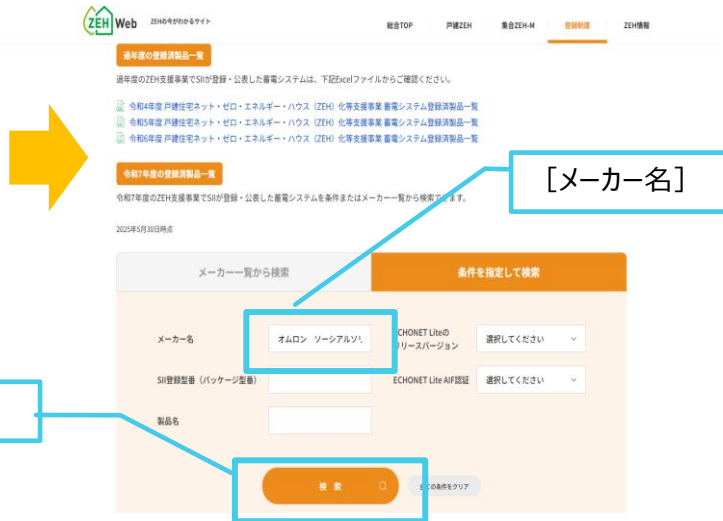 ZEH Web ZEHの今がわかるサイト 総合TOP 戸建ZEH 集合ZEH-M 登録制度 ZEH情報
過年度の登録済製品一覧
過年度のZEH支援事業でSIIが登録・公表した蓄電システムは、下記Excelファイルからご確認ください。
令和4年度 戸建住宅ネット・ゼロ・エネルギー・ハウス（ZEH）化等支援事業 蓄電システム登録済製品一覧
令和5年度 戸建住宅ネット・ゼロ・エネルギー・ハウス（ZEH）化等支援事業 蓄電システム登録済製品一覧
令和6年度 戸建住宅ネット・ゼロ・エネルギー・ハウス（ZEH）化等支援事業 蓄電システム登録済製品一覧
令和7年度の登録済製品一覧
[メーカー名]
令和7年度のZEH支援事業でSIIが登録・公表した蓄電システムを条件またはメーカー一覧から検索できます。
2025年5月30日時点
メーカー一覧から検索 条件を指定して検索
メーカー名 オムロン ソーシアルソリ ECHONET Liteの
リリースバージョン 選択してください
SII登録型番（パッケージ型番） ECHONET Lite AIF認証 選択してください
製品名
検 索 全ての条件をクリア